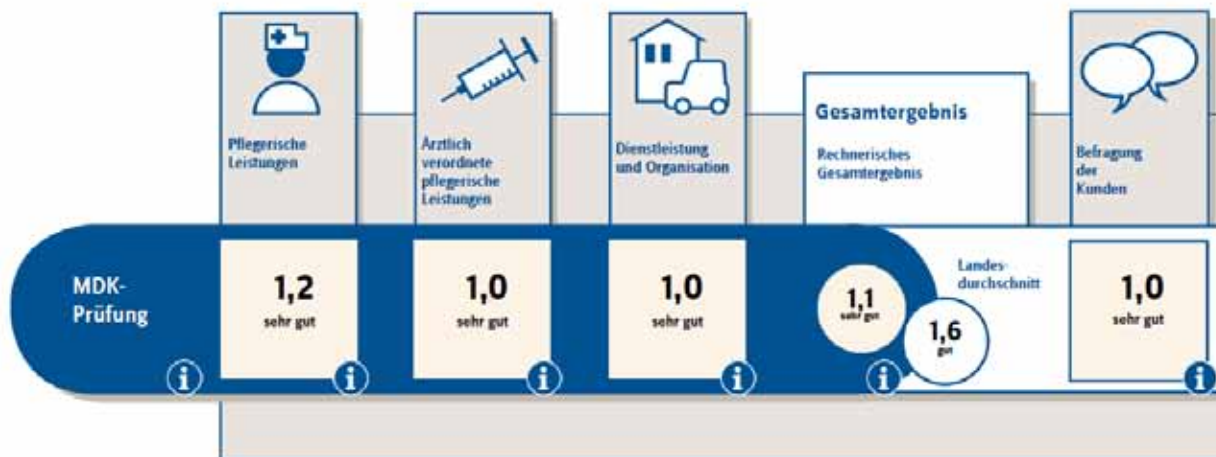 Pflegerische
Leistungen
Ärztlich
verordnete
pflegerische
Leistungen
Dienstleistung
und Organisation
Gesamtergebnis
Rechnerisches
Gesamtergebnis
Befragung
der
Kunden
MDK-
Prüfung
1,2
sehr gut
1,0
sehr gut
1,0
sehr gut
1,1
sehr gut
1,6
gut
Landes-
durchschnitt
1,0
sehr gut
i
i
i
i
i
i